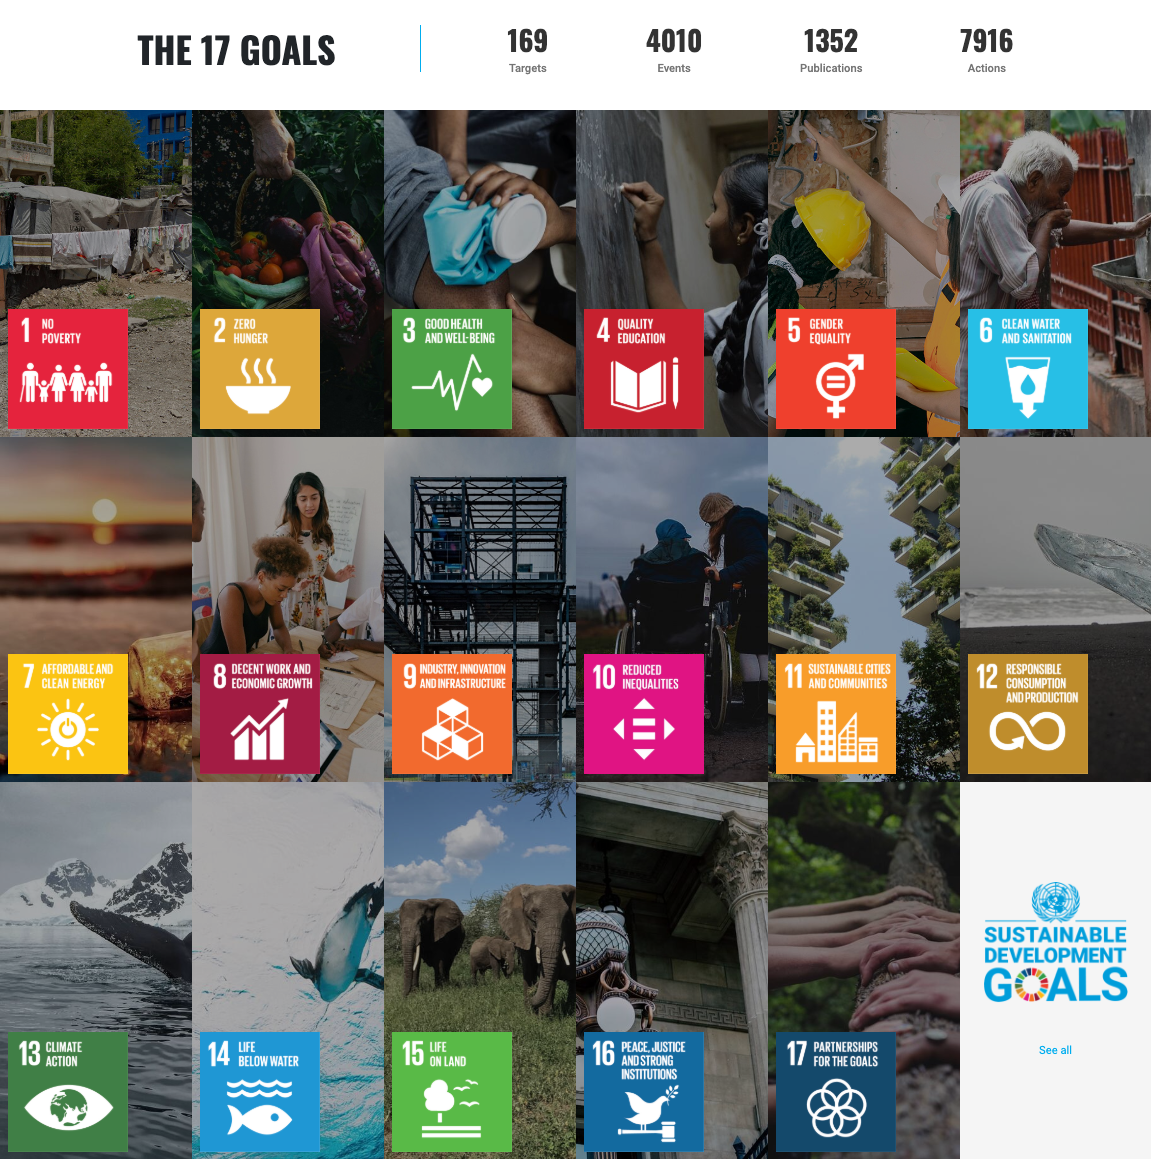 THE 17 GOALS
169
Targets
4010
Events
1352
Publications
7916
Actions
1 NO
POVERTY
2 ZERO
HUNGER
3 GOOD HEALTH
AND WELL-BEING
4 QUALITY
EDUCATION
5 GENDER
EQUALITY
6 CLEAN WATER
AND SANITATION
7 AFFORDABLE AND
CLEAN ENERGY
8 DECENT WORK AND
ECONOMIC GROWTH
9 INDUSTRY, INNOVATION
AND INFRASTRUCTURE
10 REDUCED
INEQUALITIES
11 SUSTAINABLE CITIES
AND COMMUNITIES
12 RESPONSIBLE
CONSUMPTION
AND PRODUCTION
13 CLIMATE
ACTION
14 LIFE
BELOW WATER
15 LIFE
ON LAND
16 PEACE, JUSTICE
AND STRONG
INSTITUTIONS
17 PARTNERSHIPS
FOR THE GOALS
SUSTAINABLE
DEVELOPMENT
GOALS
See all